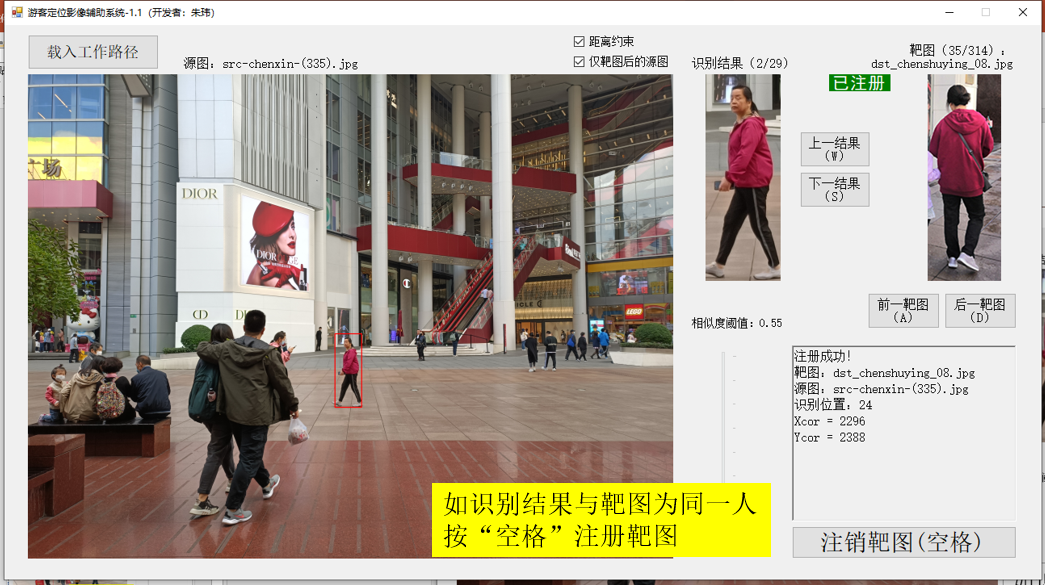 游客定位影像辅助系统-1.1（开发者：朱玮）
载入工作路径
源图：src-chenxin-(335).jpg
距离约束
仅靶图后的源图
识别结果（2/29）
靶图（35/314）：
dst_chenshuying_08.jpg
已注册
上一结果
（W）
下一结果
（S）
广场
DIOR
DIOR
CD
LEGO
前一靶图
（A）
后一靶图
（D）
相似度阈值：0.55
注册成功！
靶图：dst_chenshuying_08.jpg
源图：src-chenxin-(335).jpg
识别位置：24
Xcor = 2296
Ycor = 2388
如识别结果与靶图为同一人
按“空格”注册靶图
注销靶图(空格)